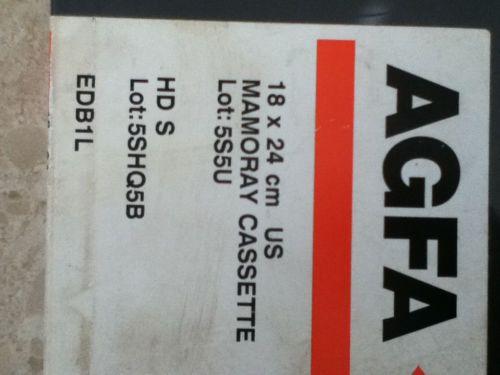 AGFA
18 x 24 cm US
MAMORAY CASSETTE
Lot: 5S5U
HD S
Lot:5SHQ5B
EDB1L